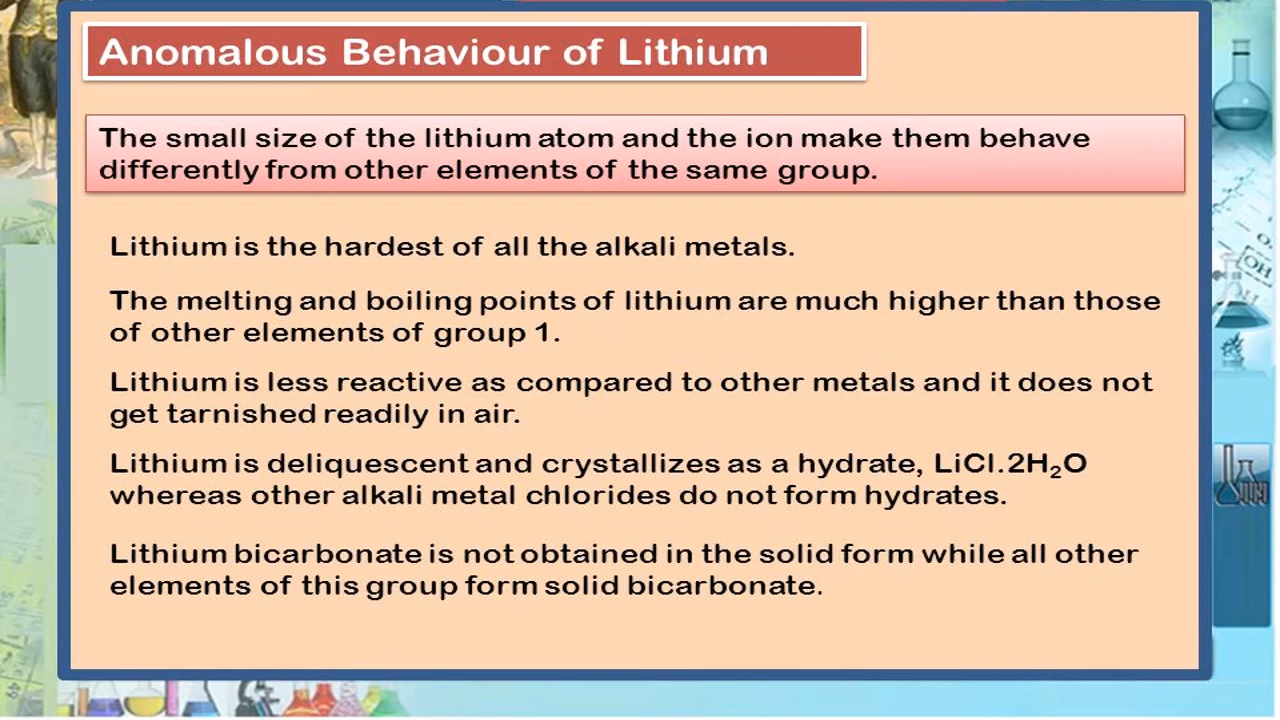 Anomalous Behaviour of Lithium
The small size of the lithium atom and the ion make them behave
differently from other elements of the same group.
Lithium is the hardest of all the alkali metals.
The melting and boiling points of lithium are much higher than those
of other elements of group 1.
Lithium is less reactive as compared to other metals and it does not
get tarnished readily in air.
Lithium is deliquescent and crystallizes as a hydrate, LiCl.2H₂O
whereas other alkali metal chlorides do not form hydrates.
Lithium bicarbonate is not obtained in the solid form while all other
elements of this group form solid bicarbonate.
OH